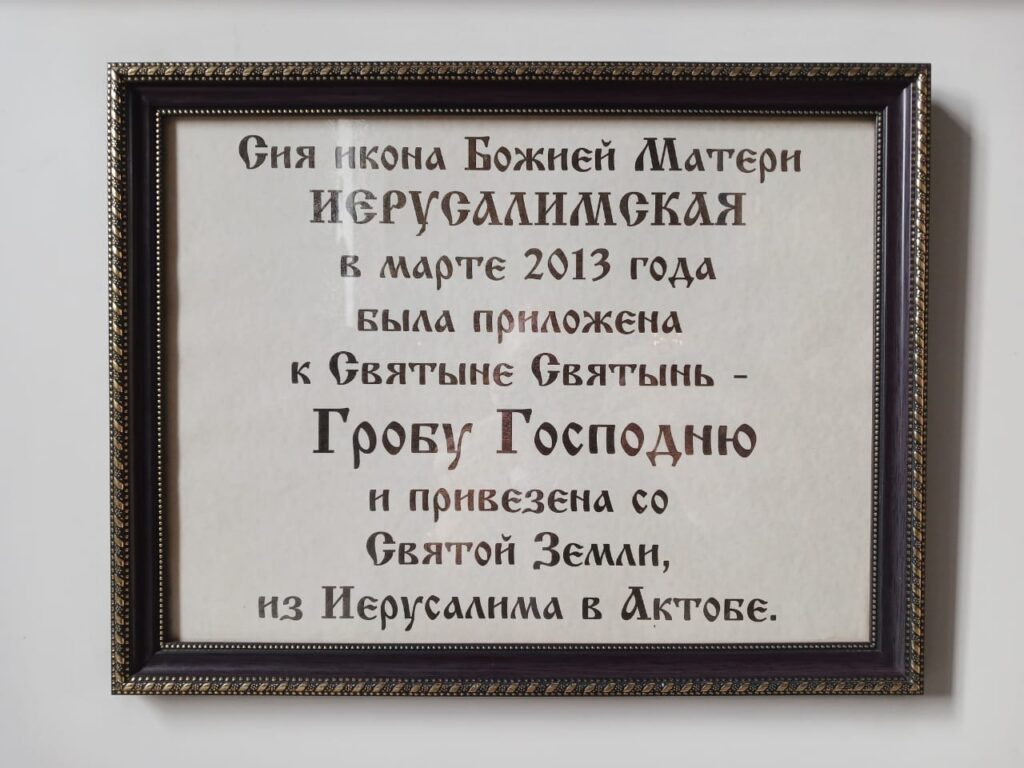 Сия икона Божией Матери
ИЕРУСАЛИМСКАЯ
в марте 2013 года
была приложена
к Святыне Святынь -
Гробу Господню
и привезена со
Святой Земли,
из Иерусалима в Актобе.